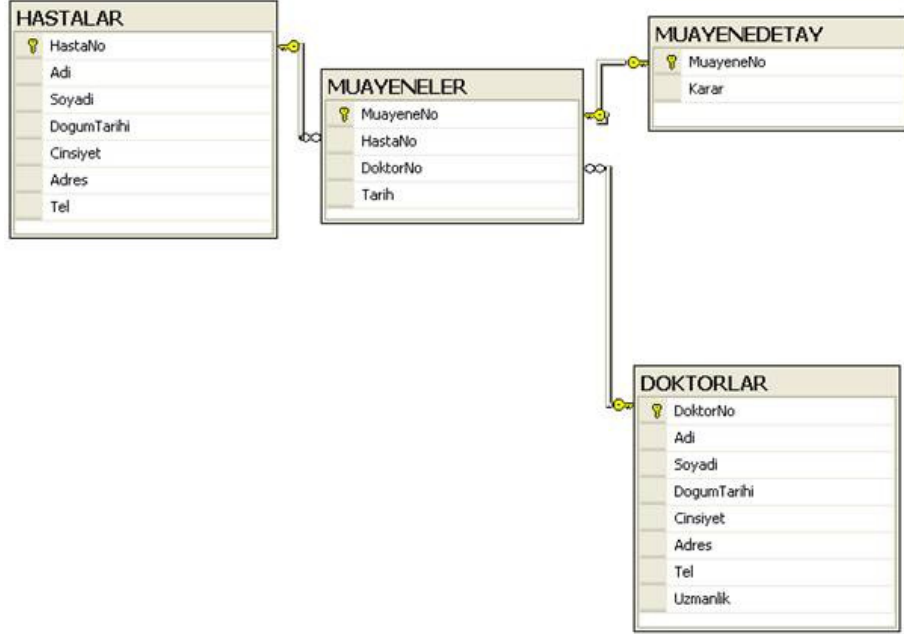 HASTALAR
HastaNo
Adi
Soyadi
DogumTarihi
Cinsiyet
Adres
Tel
MUAYENELER
MuayeneNo
HastaNo
DoktorNo
Tarih
MUAYENEDETAY
MuayeneNo
Karar
DOKTORLAR
DoktorNo
Adi
Soyadi
DogumTarihi
Cinsiyet
Adres
Tel
Uzmanlik